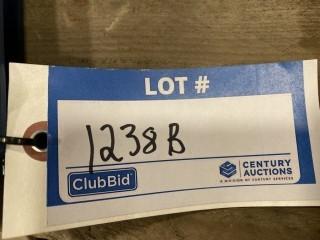 LOT #
1238B
ClubBid
CENTURY
AUCTIONS
A DIVISION OF CENTURY SERVICES